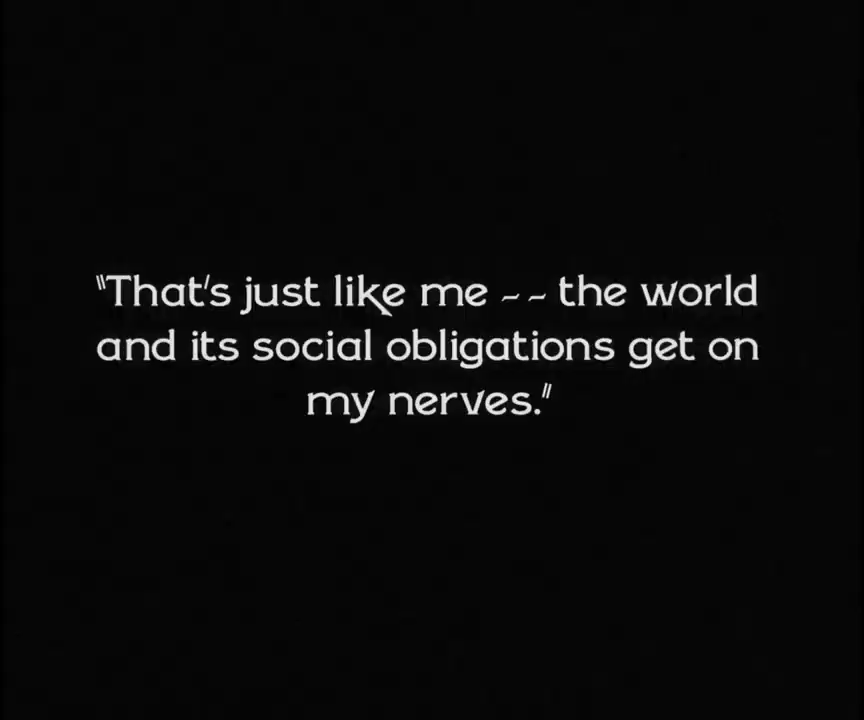 "That's just like me -- the world
and its social obligations get on
my nerves."